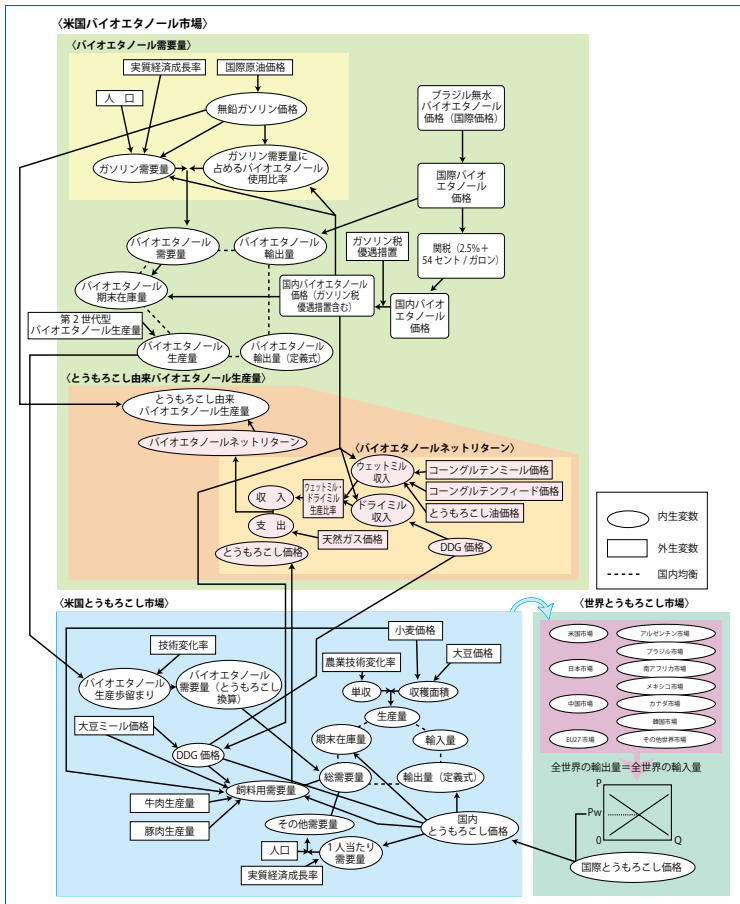 〈米国バイオエタノール市場〉
〈バイオエタノール需要量〉
実質経済成長率
国際原油価格
人 口
無鉛ガソリン価格
ガソリン需要量
ガソリン需要量に
占めるバイオエタノール
使用比率
ブラジル無水
バイオエタノール
価格（国際価格）
国際バイオ
エタノール
価格
バイオエタノール
需要量
バイオエタノール
輸出量
ガソリン税
優遇措置
関税（2.5%＋
54 セント / ガロン）
バイオエタノール
期末在庫量
国内バイオエタノール
価格（ガソリン税
優遇措置含む）
国内バイオ
エタノール
価格
第２世代型
バイオエタノール生産量
バイオエタノール
生産量
バイオエタノール
輸出量（定義式）
〈とうもろこし由来バイオエタノール生産量〉
とうもろこし由来
バイオエタノール生産量
バイオエタノールネットリターン
〈バイオエタノールネットリターン〉
ウェットミル
収入
コーングルテンミール価格
コーングルテンフィード価格
とうもろこし油価格
収 入
ウェットミル・
ドライミル
生産比率
ドライミル
収入
支 出
天然ガス価格
DDG 価格
とうもろこし価格
内生変数
外生変数
国内均衡
〈米国とうもろこし市場〉
小麦価格
技術変化率
農業技術変化率
大豆価格
バイオエタノール
生産歩留まり
バイオエタノール
需要量（とうもろこし
換算）
単収
収穫面積
生産量
大豆ミール価格
DDG 価格
期末在庫量
輸入量
飼料用需要量
総需要量
輸出量（定義式）
牛肉生産量
豚肉生産量
その他需要量
国内
とうもろこし価格
人口
１人当たり
需要量
実質経済成長率
〈世界とうもろこし市場〉
米国市場
アルゼンチン市場
ブラジル市場
日本市場
南アフリカ市場
メキシコ市場
中国市場
カナダ市場
韓国市場
EU27 市場
その他世界市場
全世界の輸出量＝全世界の輸入量
P
Pw
0
Q
国際とうもろこし価格